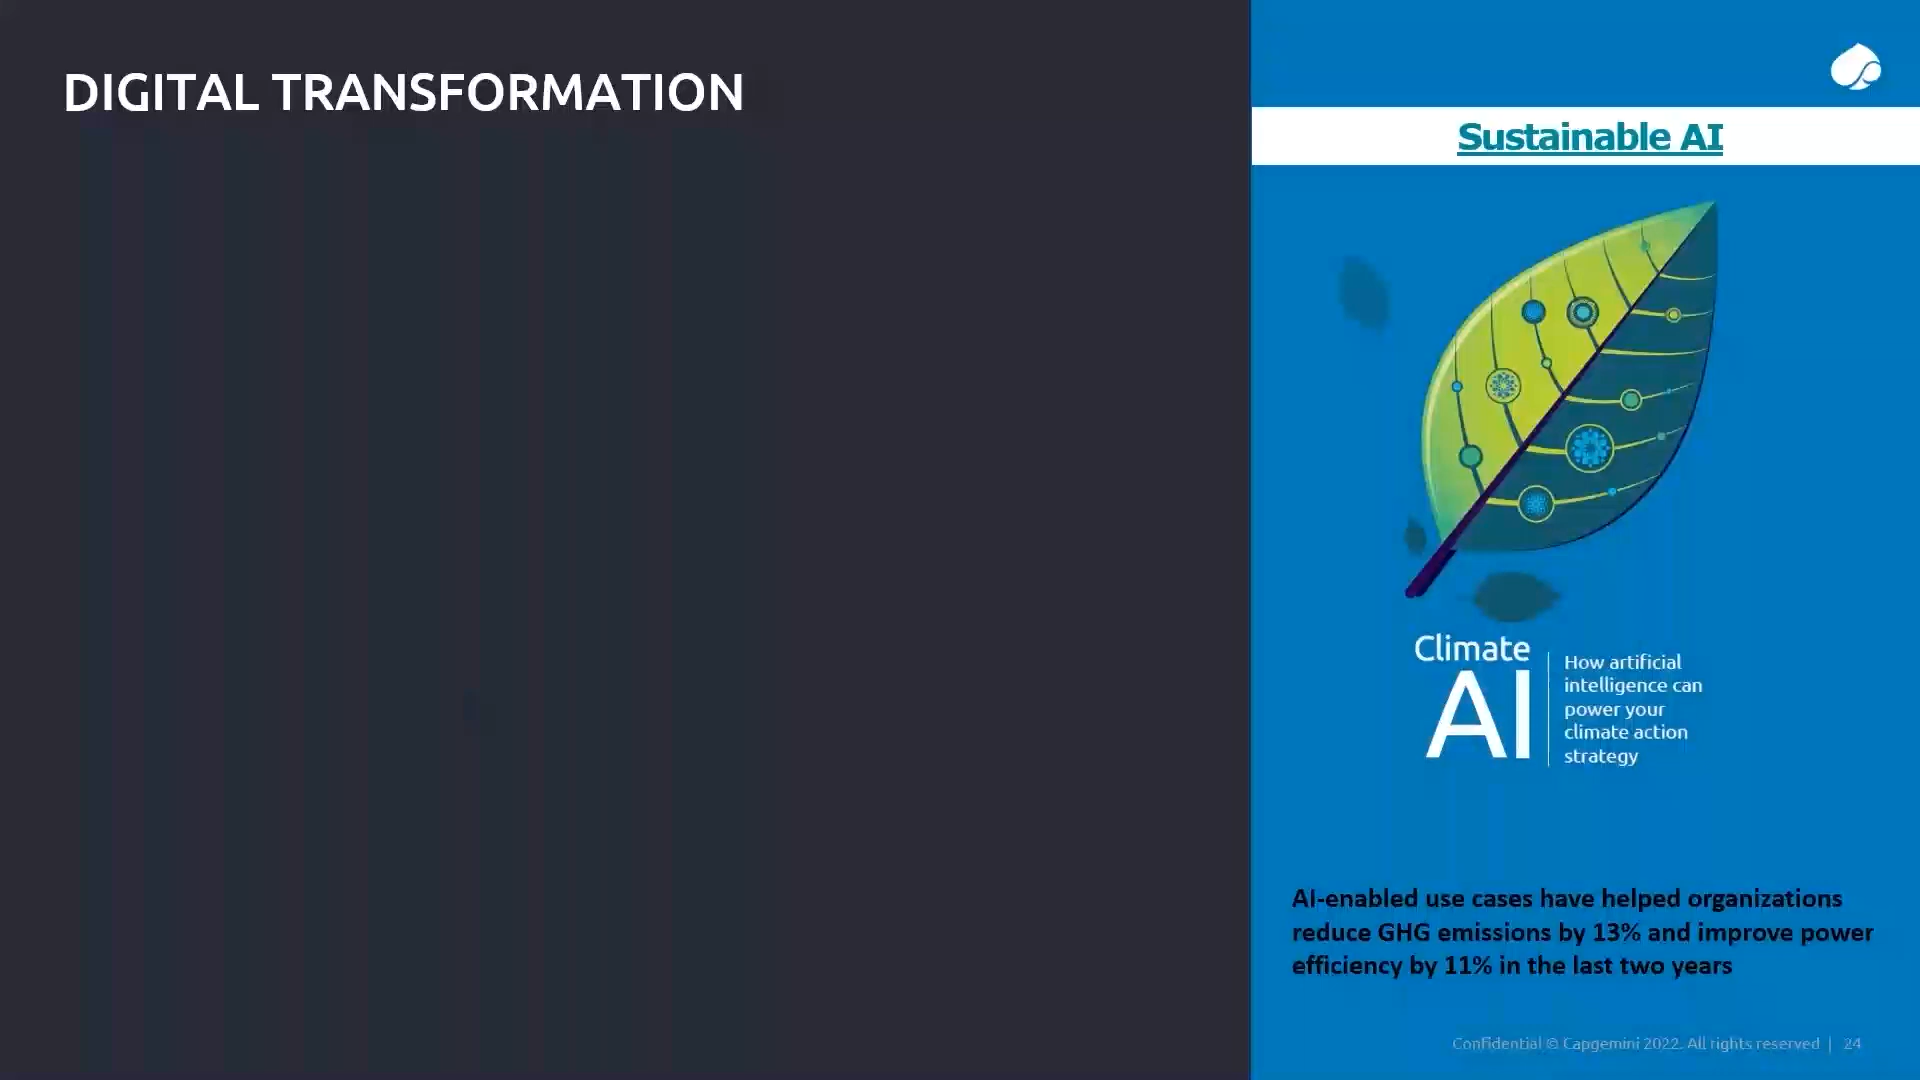 DIGITAL TRANSFORMATION
Sustainable AI
Climate
AI
How artificial
intelligence can
power your
climate action
strategy
AI-enabled use cases have helped organizations
reduce GHG emissions by 13% and improve power
efficiency by 11% in the last two years
Confidential © Capgemini 2022. All rights reserved | 24